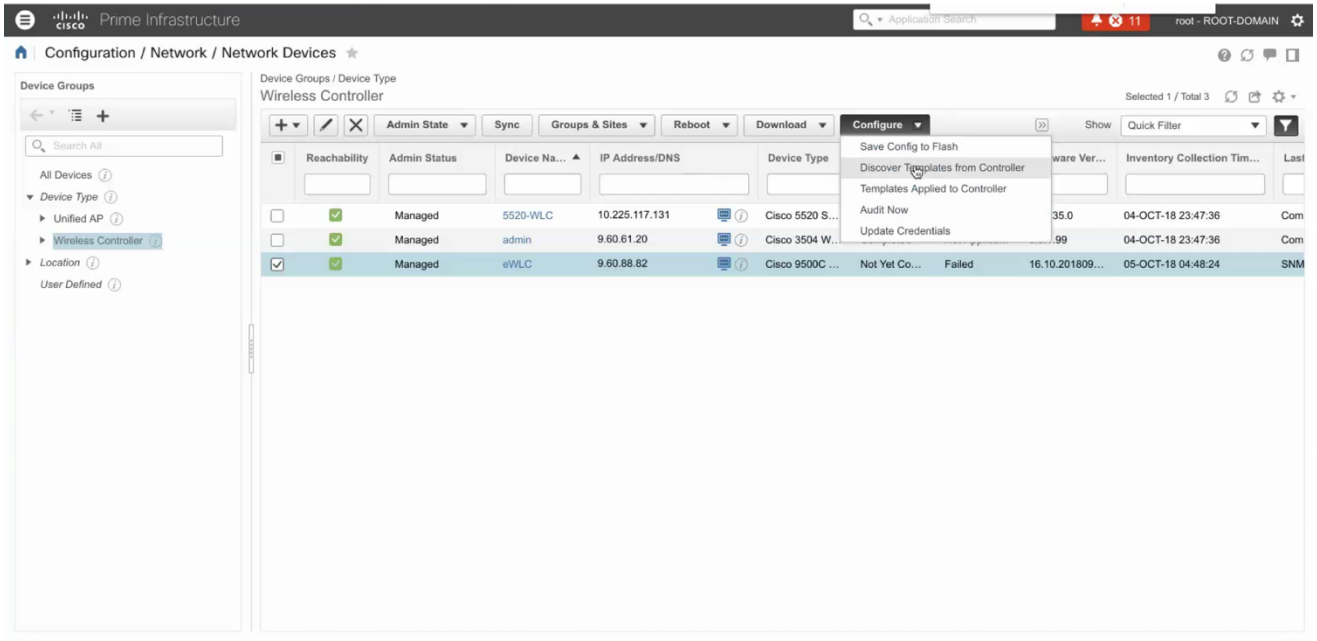 cisco Prime Infrastructure
Application Search
11
root - ROOT-DOMAIN
Configuration / Network / Network Devices
Device Groups
Search All
All Devices
Device Type
Unified AP
Wireless Controller
Location
User Defined
Device Groups / Device Type
Wireless Controller
Selected 1 / Total 3
Admin State Sync Groups & Sites Reboot Download Configure Show Quick Filter
Save Config to Flash
Discover Templates from Controller
Templates Applied to Controller
Audit Now
Update Credentials
Reachability Admin Status Device Na... IP Address/DNS Device Type ware Ver... Inventory Collection Tim... Last
Managed 5520-WLC 10.225.117.131 Cisco 5520 S... 35.0 04-OCT-18 23:47:36 Com
Managed admin 9.60.61.20 Cisco 3504 W... .99 04-OCT-18 23:47:36 Com
Managed eWLC 9.60.88.82 Cisco 9500C ... Not Yet Co... Failed 16.10.201809... 05-OCT-18 04:48:24 SNM